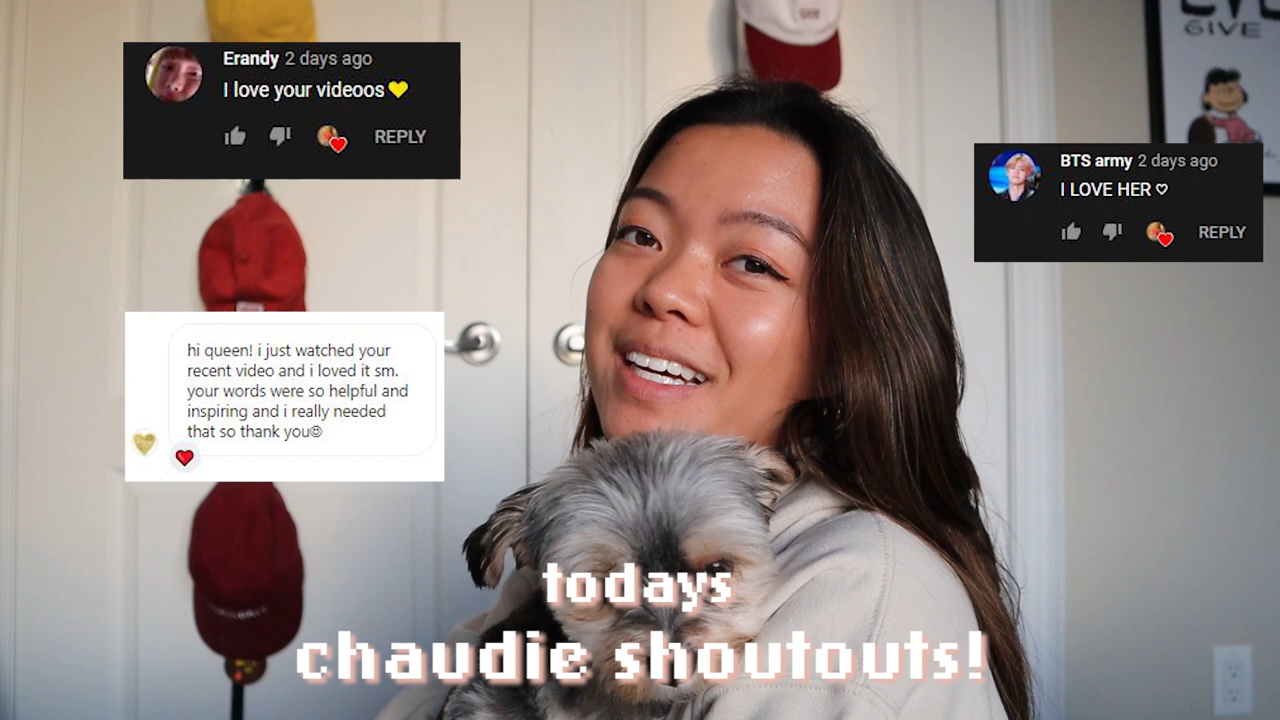 GIVE
Erandy 2 days ago
I love your videoos 💛
REPLY
BTS army 2 days ago
I LOVE HER ♡
REPLY
hi queen! i just watched your
recent video and i loved it sm.
your words were so helpful and
inspiring and i really needed
that so thank you☺
todays
chaudie shoutouts!